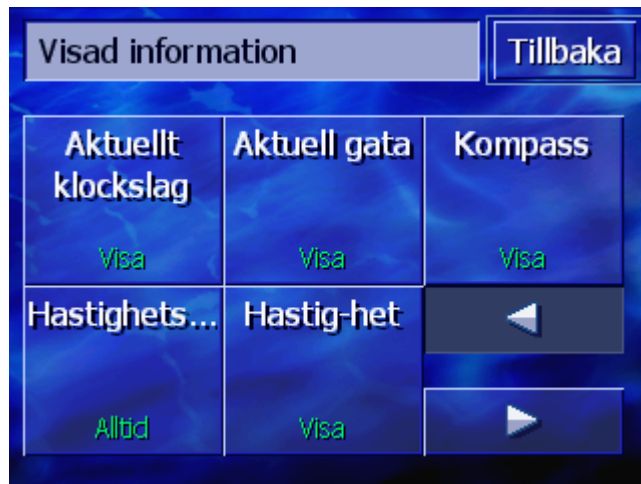 Visad information
Tillbaka
Aktuellt
klockslag
Visa
Aktuell gata
Visa
Kompass
Visa
Hastighets...
Alltid
Hastig-het
Visa